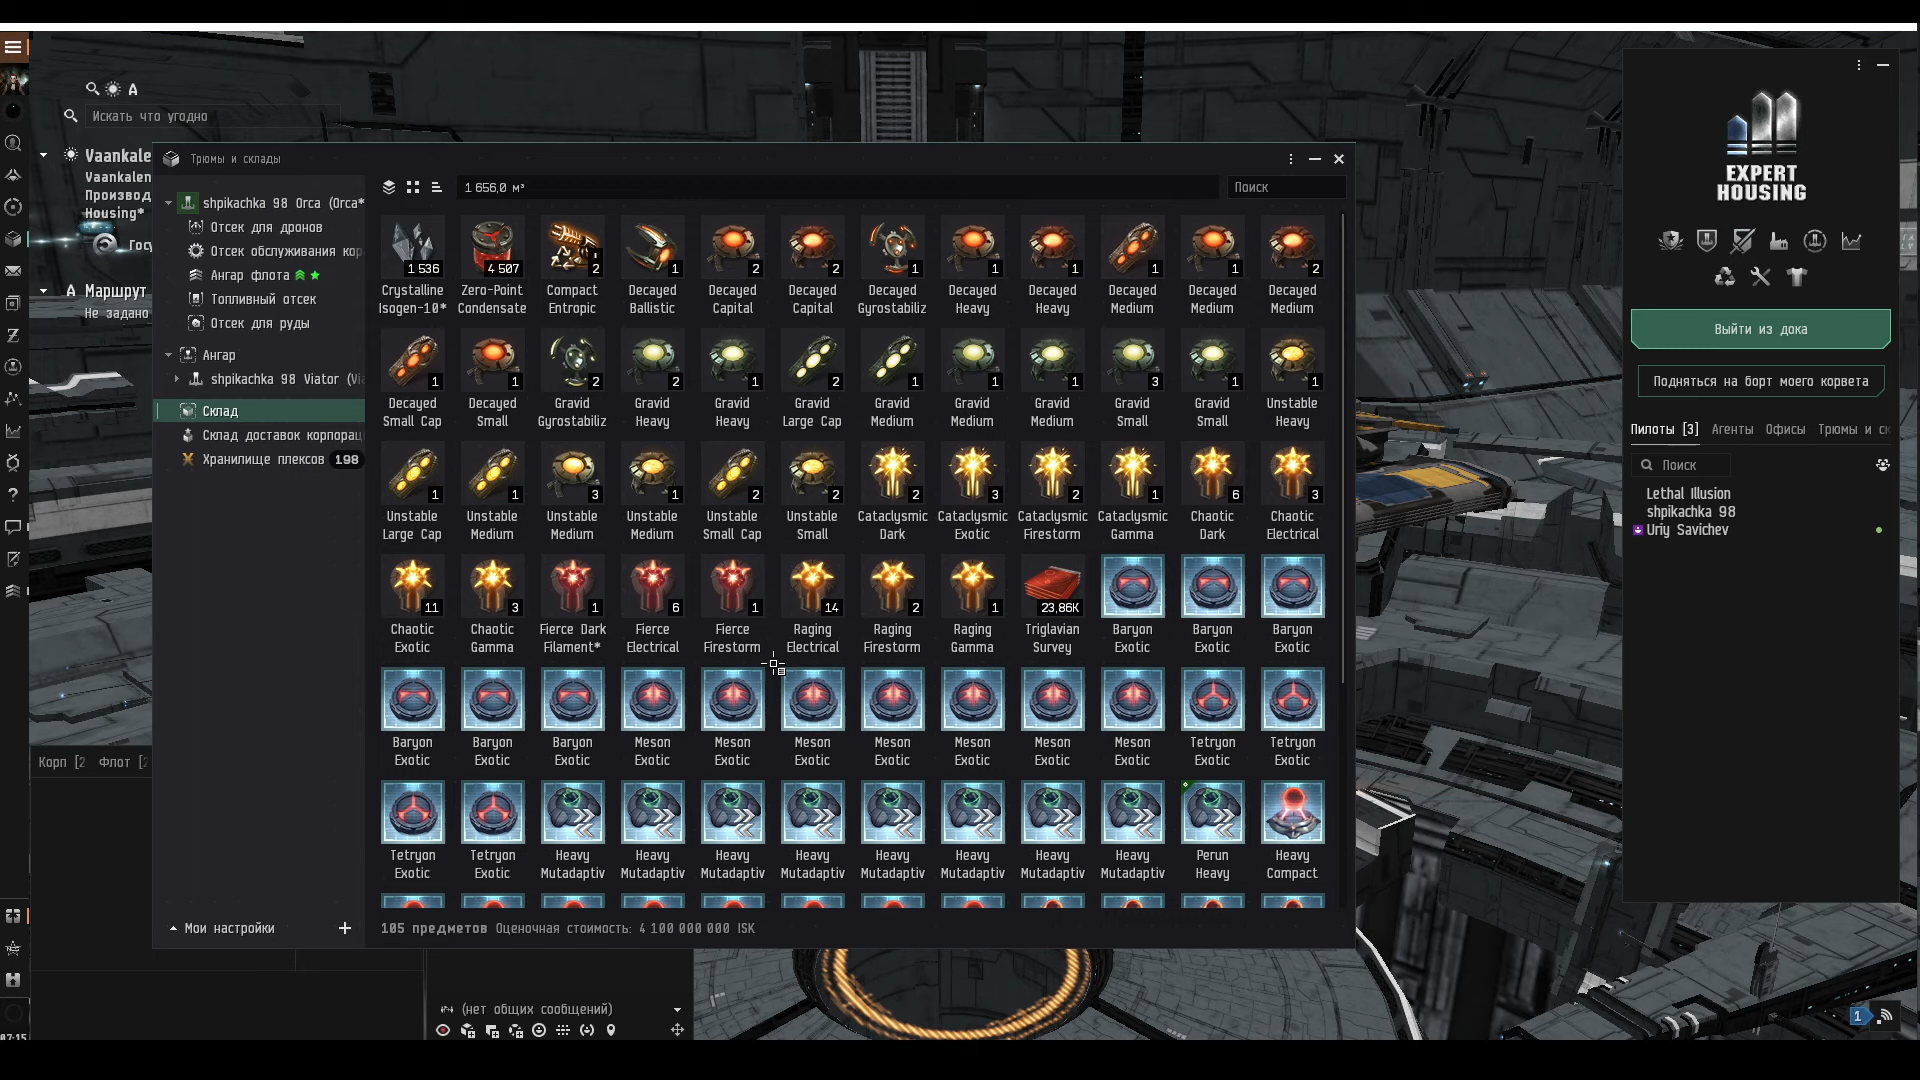 A
Искать что угодно
Vaankalen
Vaankalen
Производ
Housing*
Госу
А Маршрут
Не задано
Корп [2
Флот [2
07:15
Трюмы и склады
1 656,0 м³
Поиск
shpikachka 98 Orca (Orca*
Отсек для дронов
Отсек обслуживания кор
Ангар флота
Топливный отсек
Отсек для руды
Ангар
shpikachka 98 Viator (Via
Склад
Склад доставок корпорац
Хранилище плексов 198
Мои настройки
1 536 4 507 2 1 2 2 1 1 1 1 1 2
Crystalline Zero-Point Compact Decayed Decayed Decayed Decayed Decayed Decayed Decayed Decayed Decayed
Isogen-10* Condensate Entropic Ballistic Capital Capital Gyrostabiliz Heavy Heavy Medium Medium Medium
1 1 2 2 1 2 1 1 1 3 1 1
Decayed Decayed Gravid Gravid Gravid Gravid Gravid Gravid Gravid Gravid Gravid Unstable
Small Cap Small Gyrostabiliz Heavy Heavy Large Cap Medium Medium Medium Small Small Heavy
1 1 3 1 2 2 2 3 2 1 6 3
Unstable Unstable Unstable Unstable Unstable Unstable Cataclysmic Cataclysmic Cataclysmic Cataclysmic Chaotic Chaotic
Large Cap Medium Medium Medium Small Cap Small Dark Exotic Firestorm Gamma Dark Electrical
11 3 1 6 1 14 2 1 23,86K
Chaotic Chaotic Fierce Dark Fierce Fierce Raging Raging Raging Triglavian Baryon Baryon Baryon
Exotic Gamma Filament* Electrical Firestorm Electrical Firestorm Gamma Survey Exotic Exotic Exotic
Baryon Baryon Baryon Meson Meson Meson Meson Meson Meson Meson Tetryon Tetryon
Exotic Exotic Exotic Exotic Exotic Exotic Exotic Exotic Exotic Exotic Exotic Exotic
Tetryon Tetryon Heavy Heavy Heavy Heavy Heavy Heavy Heavy Heavy Perun Heavy
Exotic Exotic Mutadaptiv Mutadaptiv Mutadaptiv Mutadaptiv Mutadaptiv Mutadaptiv Mutadaptiv Mutadaptiv Heavy Compact
105 предметов Оценочная стоимость: 4 100 000 000 ISK
(нет общих сообщений)
EXPERT
HOUSING
Выйти из дока
Подняться на борт моего корвета
Пилоты [3] Агенты Офисы Трюмы и ск
Поиск
Lethal Illusion
shpikachka 98
Uriy Savichev
1